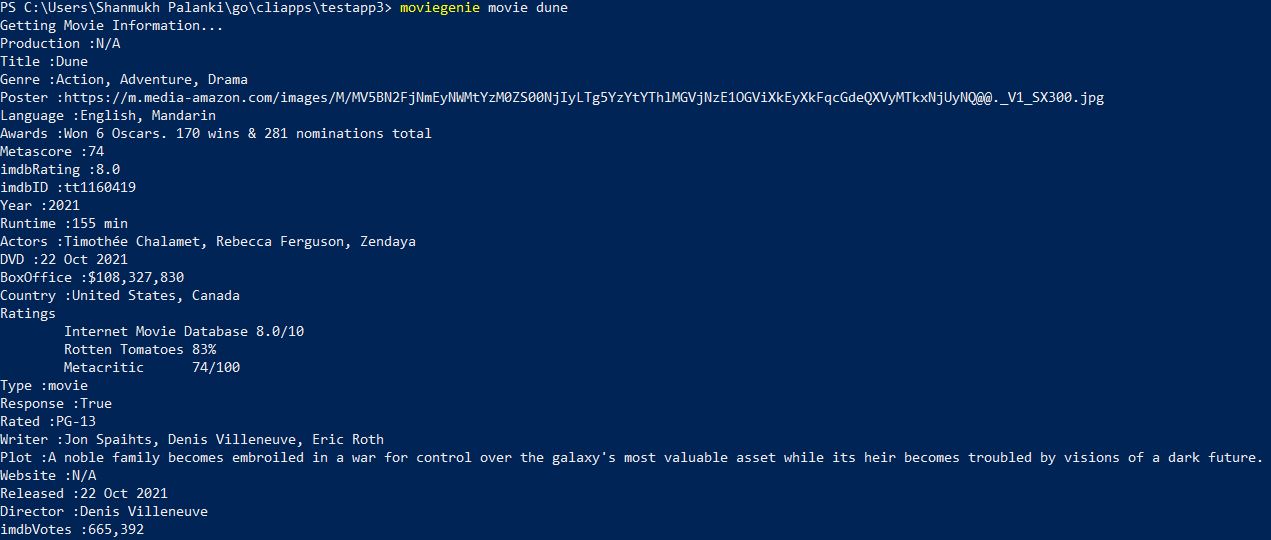 PS C:\Users\Shanmukh Palanki\go\cliapps\testapp3> moviegenie movie dune
Getting Movie Information...
Production :N/A
Title :Dune
Genre :Action, Adventure, Drama
Poster :https://m.media-amazon.com/images/M/MV5BN2FjNmEyNWMtYzM0ZS00NjIyLTg5YzYtYThlMGVjNzE1OGViXkEyXkFqcGdeQXVyMTkxNjUyNQ@@._V1_SX300.jpg
Language :English, Mandarin
Awards :Won 6 Oscars. 170 wins & 281 nominations total
Metascore :74
imdbRating :8.0
imdbID :tt1160419
Year :2021
Runtime :155 min
Actors :Timothée Chalamet, Rebecca Ferguson, Zendaya
DVD :22 Oct 2021
BoxOffice :$108,327,830
Country :United States, Canada
Ratings
        Internet Movie Database 8.0/10
        Rotten Tomatoes 83%
        Metacritic      74/100
Type :movie
Response :True
Rated :PG-13
Writer :Jon Spaihts, Denis Villeneuve, Eric Roth
Plot :A noble family becomes embroiled in a war for control over the galaxy's most valuable asset while its heir becomes troubled by visions of a dark future.
Website :N/A
Released :22 Oct 2021
Director :Denis Villeneuve
imdbVotes :665,392